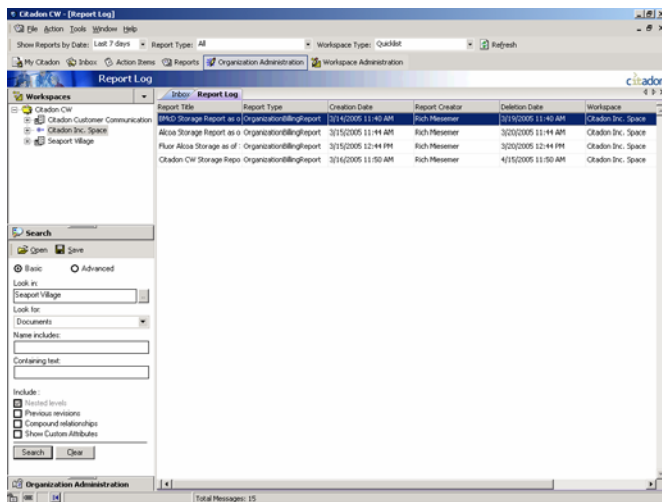 Citadon CW - [Report Log]
File Action Tools Window Help
Show Reports by Date: Last 7 days Report Type: All Workspace Type: Quicklist Refresh
My Citadon Inbox Action Items Reports Organization Administration Workspace Administration
Report Log citadon
Workspaces Inbox Report Log
Report Title Report Type Creation Date Report Creator Deletion Date Workspace
BMcD Storage Report as o OrganizationBillingReport 3/14/2005 11:40 AM Rich Miesemer 3/19/2005 11:40 AM Citadon Inc. Space
Alcoa Storage Report as o OrganizationBillingReport 3/15/2005 11:44 AM Rich Miesemer 3/20/2005 11:44 AM Citadon Inc. Space
Fluor Alcoa Storage as of : OrganizationBillingReport 3/15/2005 12:44 PM Rich Miesemer 3/20/2005 12:44 PM Citadon Inc. Space
Citadon CW Storage Repo OrganizationBillingReport 3/16/2005 11:50 AM Rich Miesemer 4/15/2005 11:50 AM Citadon Inc. Space
Citadon CW
Citadon Customer Communication
Citadon Inc. Space
Seaport Village
Search
Open Save
Basic Advanced
Look in:
Seaport Village
Look for:
Documents
Name includes:
Containing text:
Include :
Nested levels
Previous revisions
Compound relationships
Show Custom Attributes
Search Clear
Organization Administration
Total Messages: 15